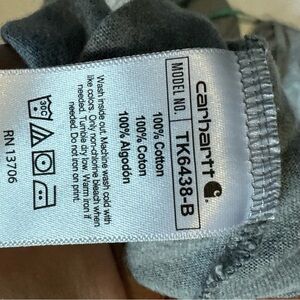 carhartt
MODEL NO. TK6438-B
100% Cotton
100% Coton
100% Algodón
Wash inside out. Machine wash cold with
like colors. Only non-chlorine bleach when
needed. Tumble dry low. Warm iron if
needed. Do not iron on print.
30C
RN 13706